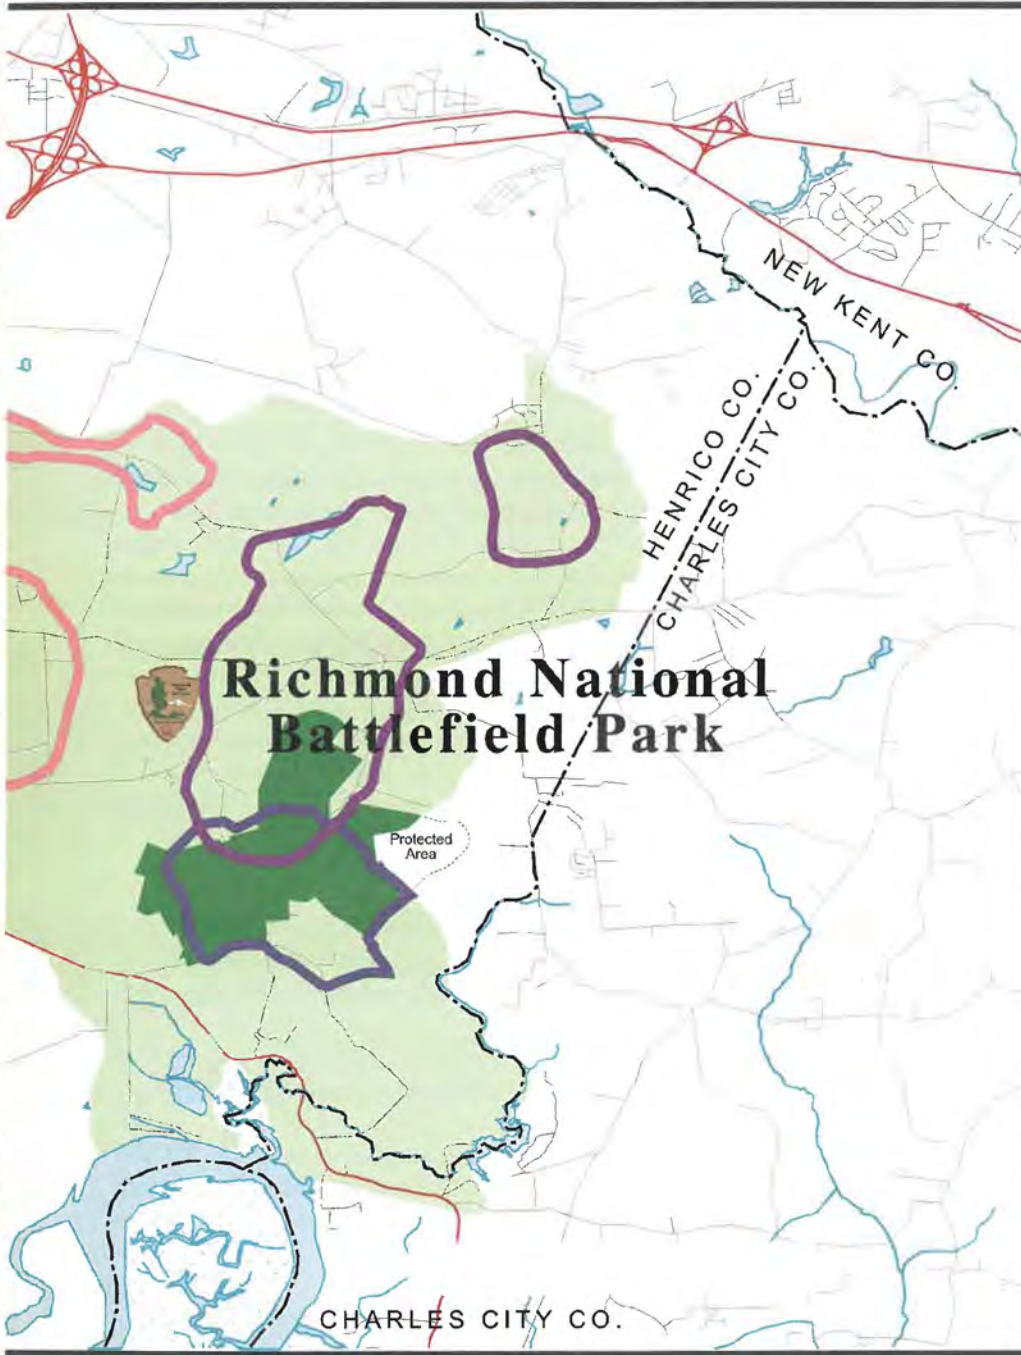 NEW KENT CO.
HENRICO CO.
CHARLES CITY CO.
Richmond National
Battlefield Park
Protected
Area
CHARLES CITY CO.